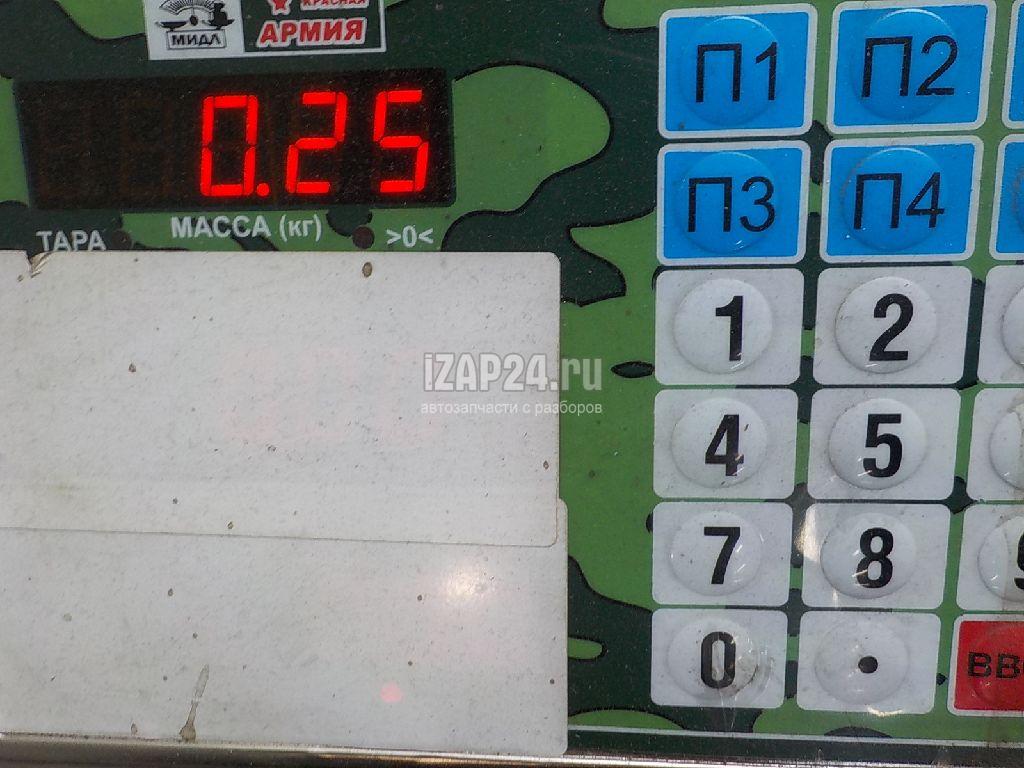 КРАСНАЯ
АРМИЯ
МИДЛ
0.25
ТАРА
МАССА (кг)
>0<
П1 П2
П3 П4
1 2
4 5
7 8
0 .
iZAP24.ru
автозапчасти с разборов